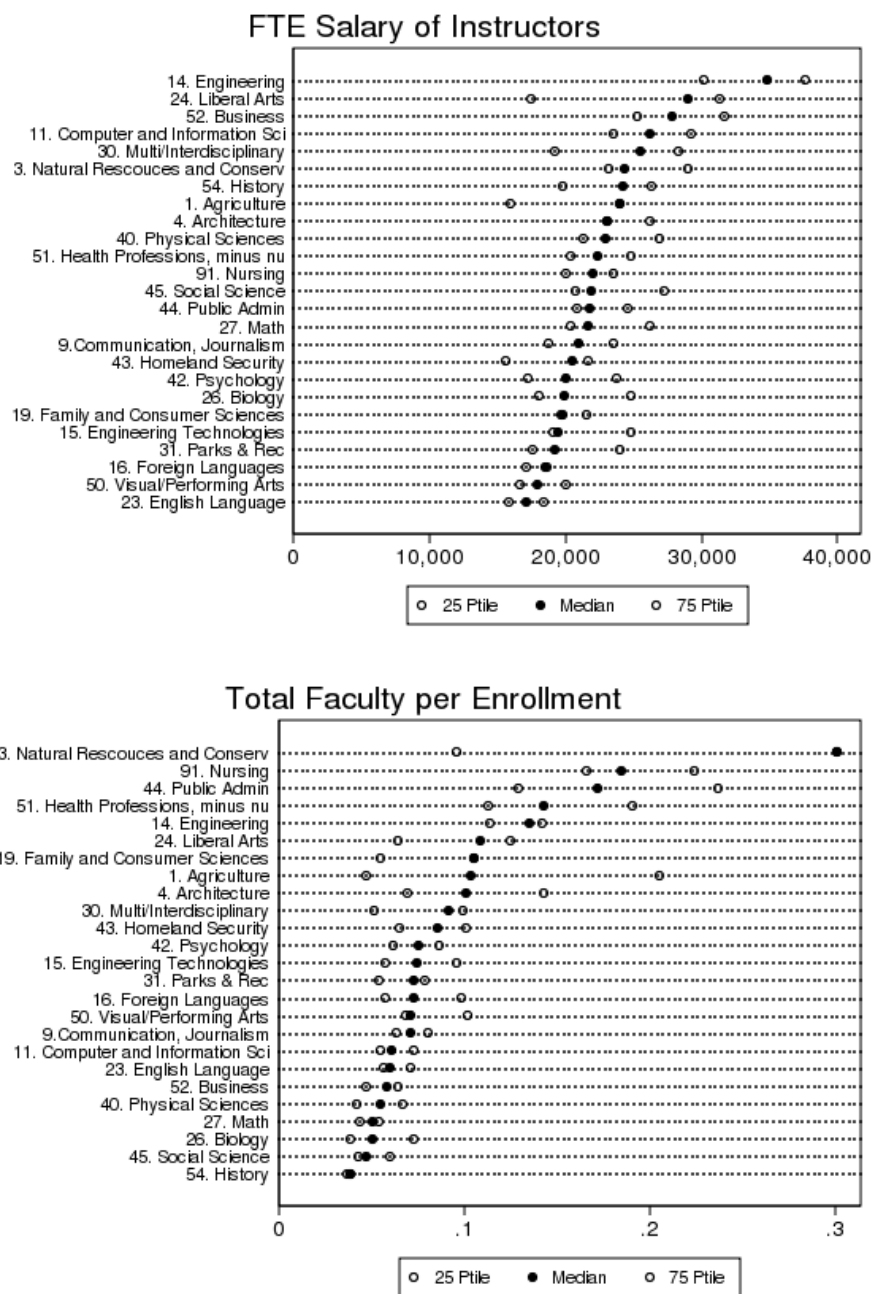 FTE Salary of Instructors
14. Engineering
24. Liberal Arts
52. Business
11. Computer and Information Sci
30. Multi/Interdisciplinary
3. Natural Rescouces and Conserv
54. History
1. Agriculture
4. Architecture
40. Physical Sciences
51. Health Professions, minus nu
91. Nursing
45. Social Science
44. Public Admin
27. Math
9.Communication, Journalism
43. Homeland Security
42. Psychology
26. Biology
19. Family and Consumer Sciences
15. Engineering Technologies
31. Parks & Rec
16. Foreign Languages
50. Visual/Performing Arts
23. English Language
0 10,000 20,000 30,000 40,000
25 Ptile Median 75 Ptile
Total Faculty per Enrollment
3. Natural Rescouces and Conserv
91. Nursing
44. Public Admin
51. Health Professions, minus nu
14. Engineering
24. Liberal Arts
19. Family and Consumer Sciences
1. Agriculture
4. Architecture
30. Multi/Interdisciplinary
43. Homeland Security
42. Psychology
15. Engineering Technologies
31. Parks & Rec
16. Foreign Languages
50. Visual/Performing Arts
9.Communication, Journalism
11. Computer and Information Sci
23. English Language
52. Business
40. Physical Sciences
27. Math
26. Biology
45. Social Science
54. History
0 .1 .2 .3
25 Ptile Median 75 Ptile